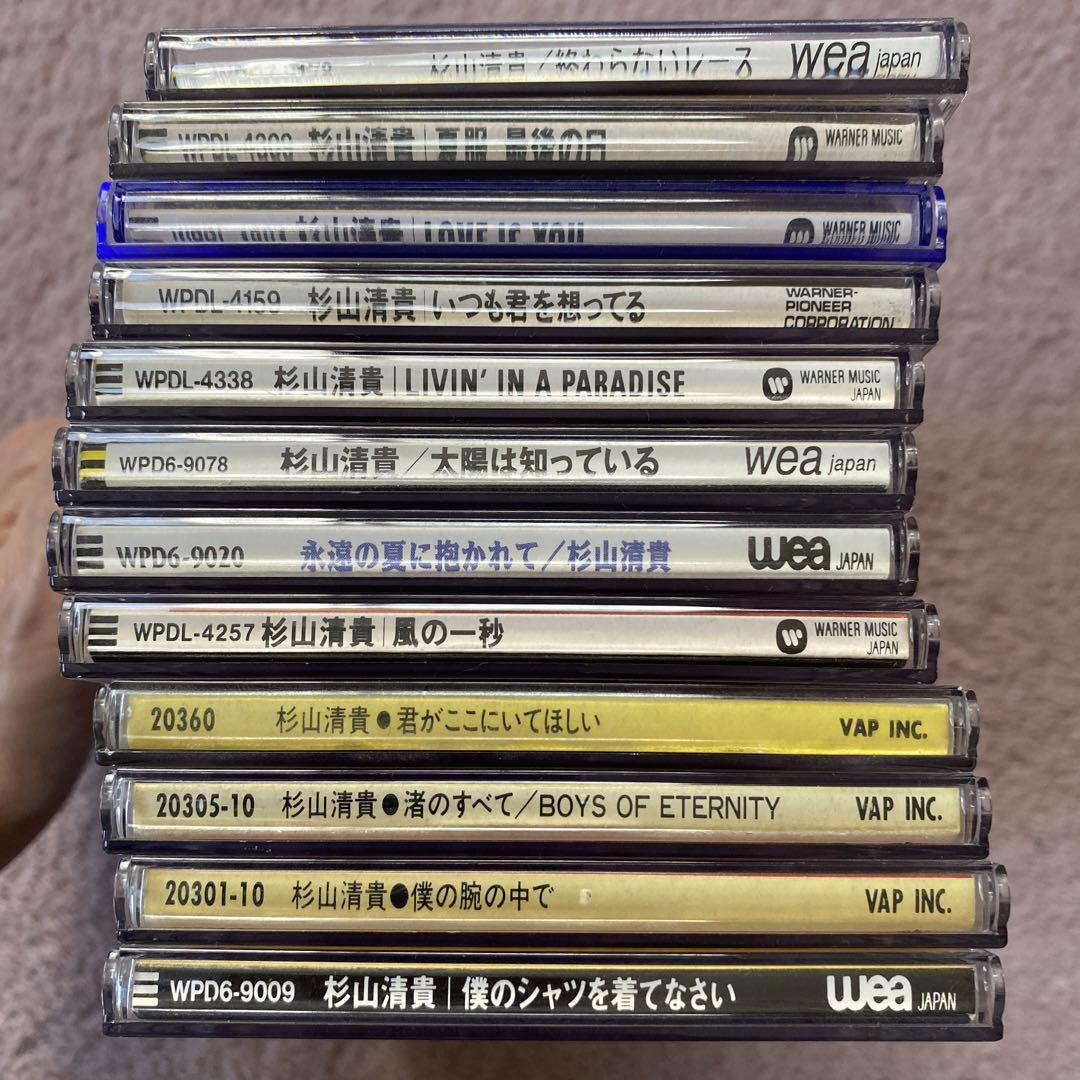 杉山清貴/終わらないレース wea japan
杉山清貴|夏服 最後の日 WARNER MUSIC
杉山清貴|LOVE IS YOU WARNER MUSIC
WPDL-4159 杉山清貴|いつも君を想ってる WARNER-PIONEER CORPORATION
WPDL-4338 杉山清貴|LIVIN' IN A PARADISE WARNER MUSIC JAPAN
WPD6-9078 杉山清貴/太陽は知っている wea japan
WPD6-9020 永遠の夏に抱かれて/杉山清貴 wea JAPAN
WPDL-4257 杉山清貴|風の一秒 WARNER MUSIC JAPAN
20360 杉山清貴●君がここにいてほしい VAP INC.
20305-10 杉山清貴●渚のすべて/BOYS OF ETERNITY VAP INC.
20301-10 杉山清貴●僕の腕の中で VAP INC.
WPD6-9009 杉山清貴|僕のシャツを着てなさい wea JAPAN